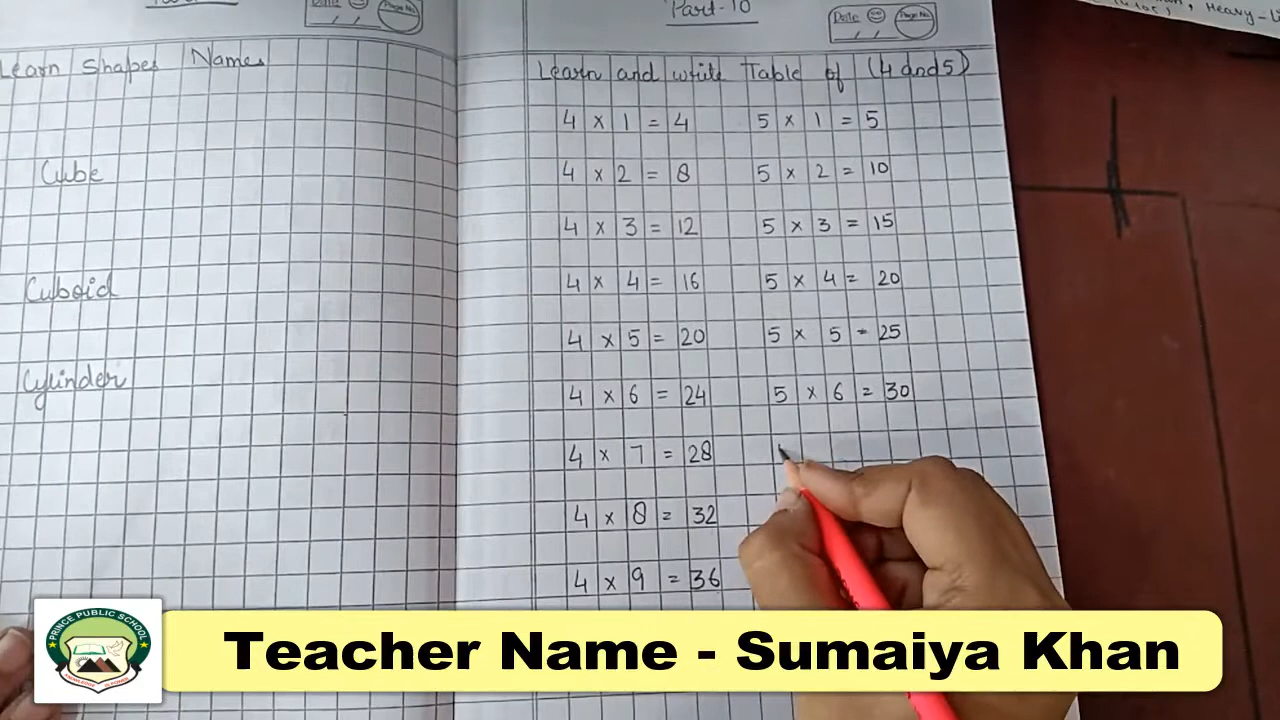 Learn Shapes Names
Cube
Cuboid
Cylinder
Part-10
Date
Page No.
Learn and write Table of (4 and 5)
4 × 1 = 4 5 × 1 = 5
4 × 2 = 8 5 × 2 = 10
4 × 3 = 12 5 × 3 = 15
4 × 4 = 16 5 × 4 = 20
4 × 5 = 20 5 × 5 = 25
4 × 6 = 24 5 × 6 = 30
4 × 7 = 28
4 × 8 = 32
4 × 9 = 36
PRINCE PUBLIC SCHOOL
Teacher Name - Sumaiya Khan